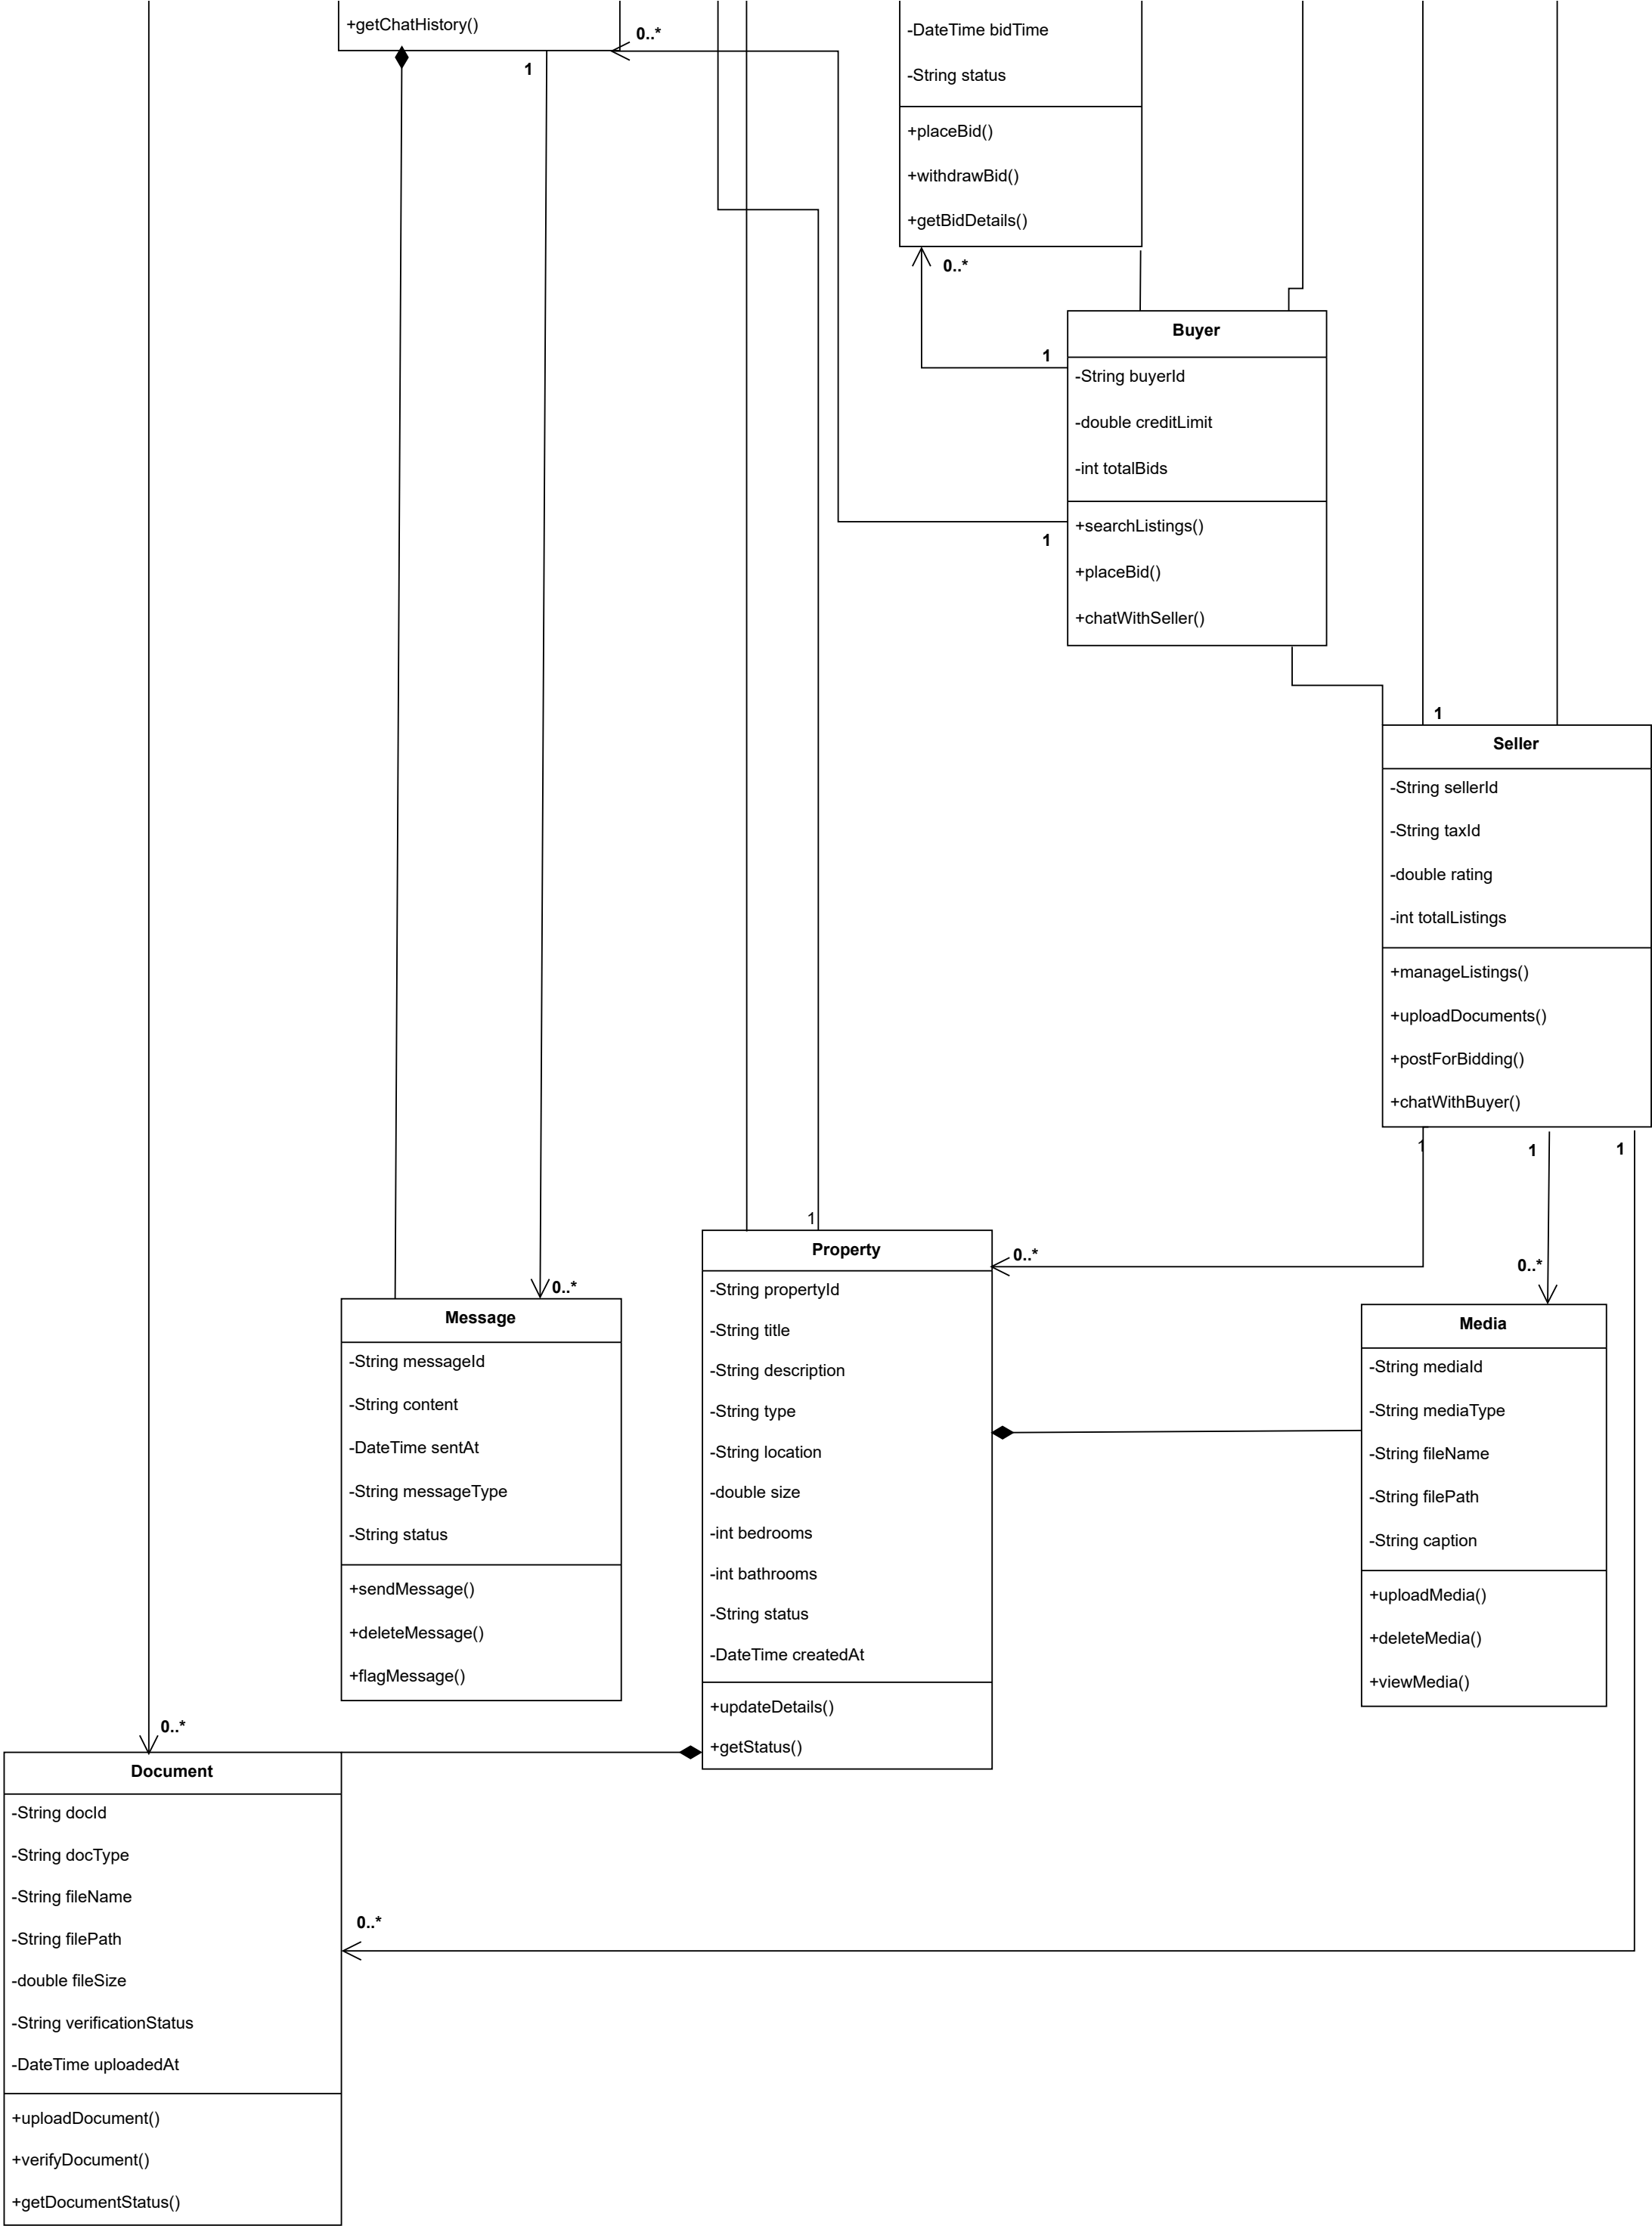 +getChatHistory()
0..*
1
-DateTime bidTime
-String status
+placeBid()
+withdrawBid()
+getBidDetails()
0..*
1
Buyer
-String buyerId
-double creditLimit
-int totalBids
+searchListings()
+placeBid()
+chatWithSeller()
1
1
Seller
-String sellerId
-String taxId
-double rating
-int totalListings
+manageListings()
+uploadDocuments()
+postForBidding()
+chatWithBuyer()
1
1
1
1
0..*
0..*
0..*
Property
-String propertyId
-String title
-String description
-String type
-String location
-double size
-int bedrooms
-int bathrooms
-String status
-DateTime createdAt
+updateDetails()
+getStatus()
Message
-String messageId
-String content
-DateTime sentAt
-String messageType
-String status
+sendMessage()
+deleteMessage()
+flagMessage()
Media
-String mediaId
-String mediaType
-String fileName
-String filePath
-String caption
+uploadMedia()
+deleteMedia()
+viewMedia()
0..*
Document
-String docId
-String docType
-String fileName
-String filePath
-double fileSize
-String verificationStatus
-DateTime uploadedAt
+uploadDocument()
+verifyDocument()
+getDocumentStatus()
0..*